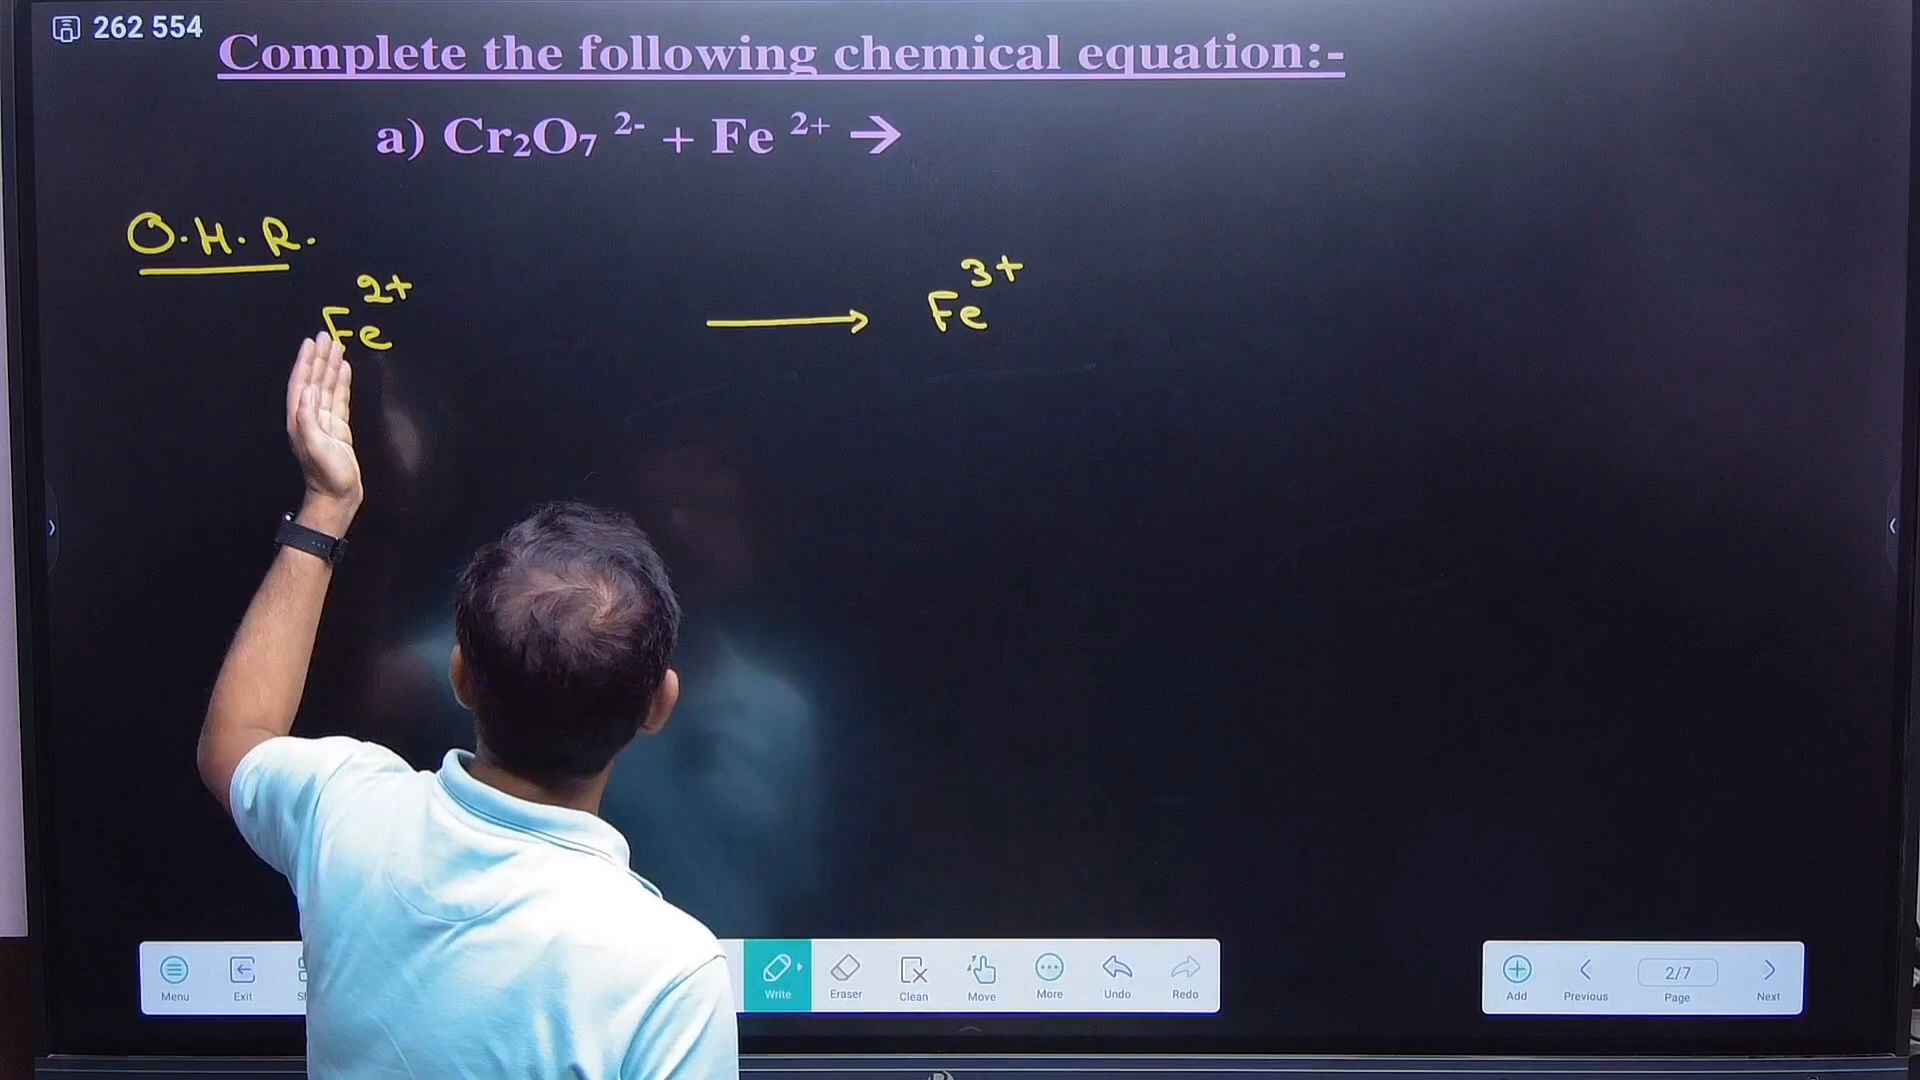 262 554
Complete the following chemical equation:-
a) Cr₂O₇ ²⁻ + Fe ²⁺ →
O.H.R.
Fe²⁺ ⟶ Fe³⁺
Menu Exit Write Eraser Clean Move More Undo Redo
Add Previous 2/7 Page Next